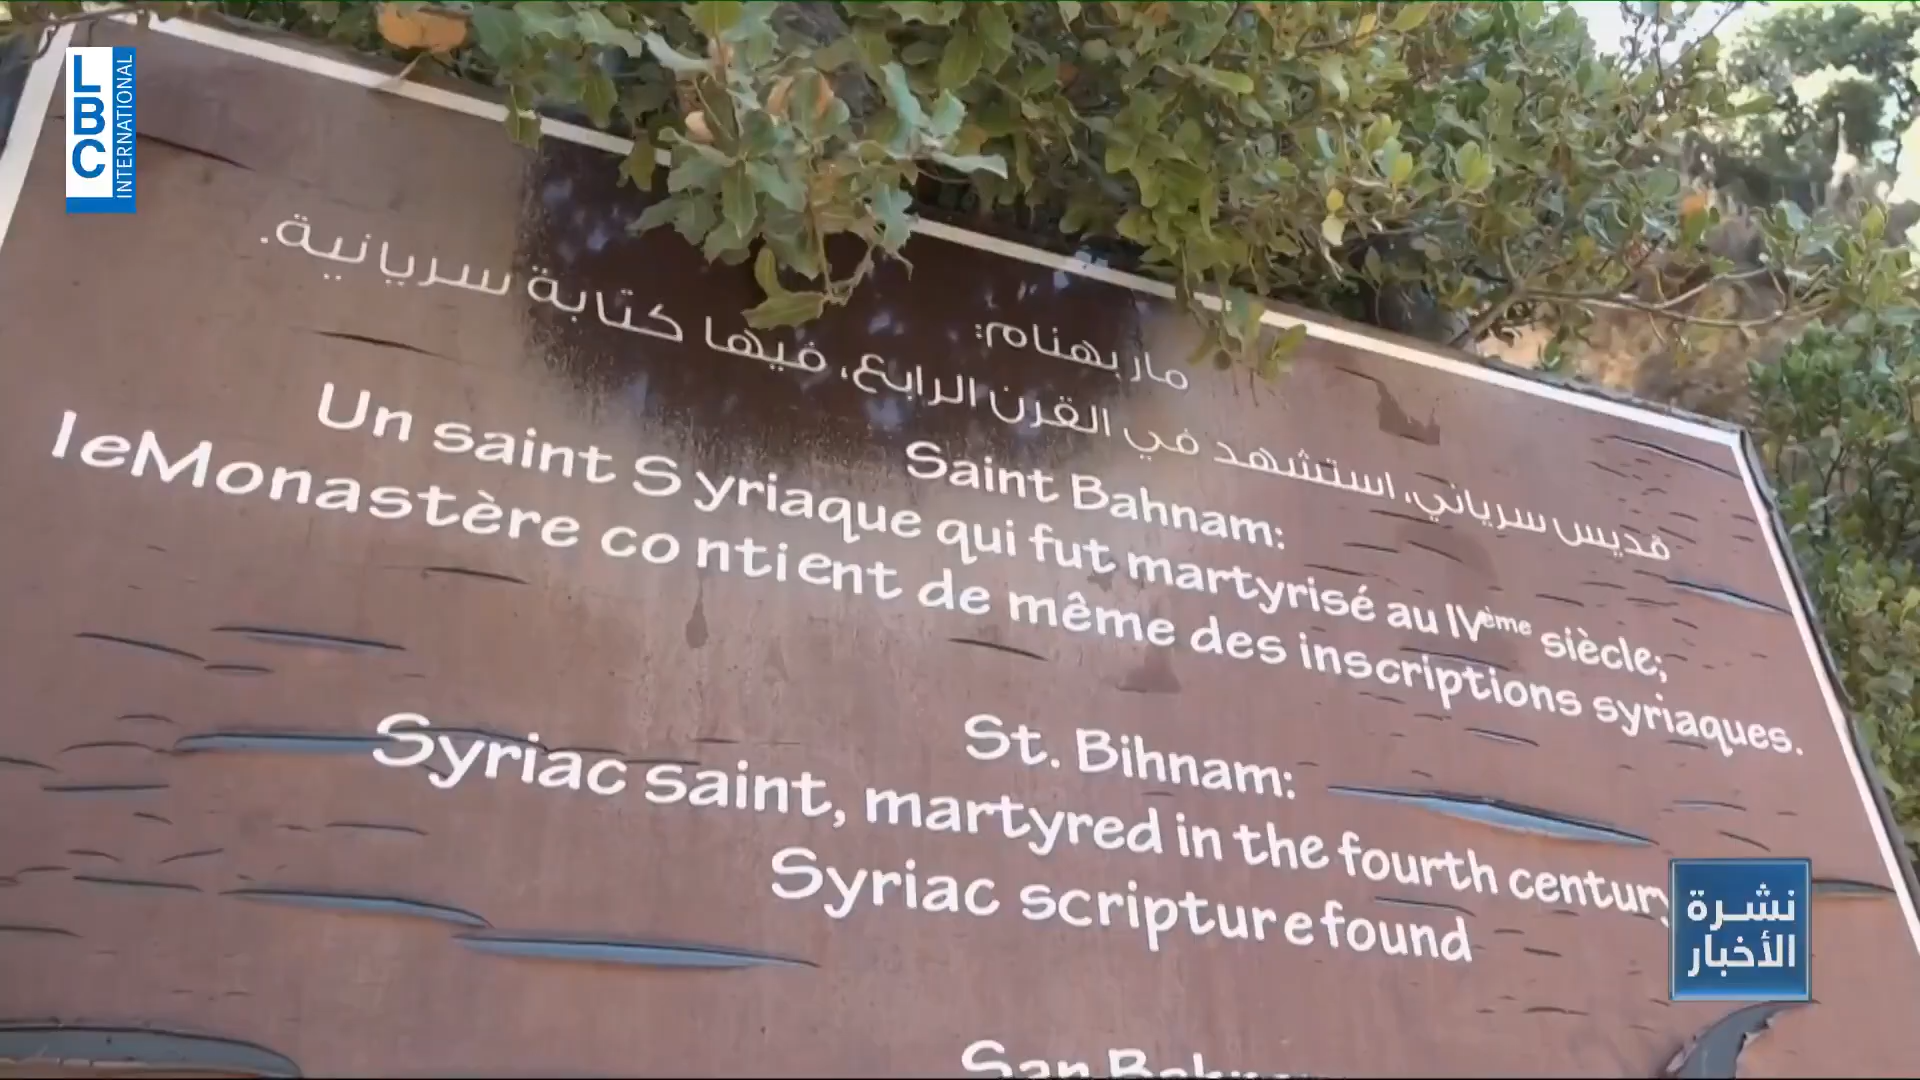 LBC
INTERNATIONAL
مار بهنام:
قديس سرياني، استشهد في القرن الرابع، فيها كتابة سريانية.
Saint Bahnam:
Un saint Syriaque qui fut martyrisé au IVème siècle;
leMonastère contient de même des inscriptions syriaques.
St. Bihnam:
Syriac saint, martyred in the fourth century
Syriac scripture found
San
نشرة
الأخبار